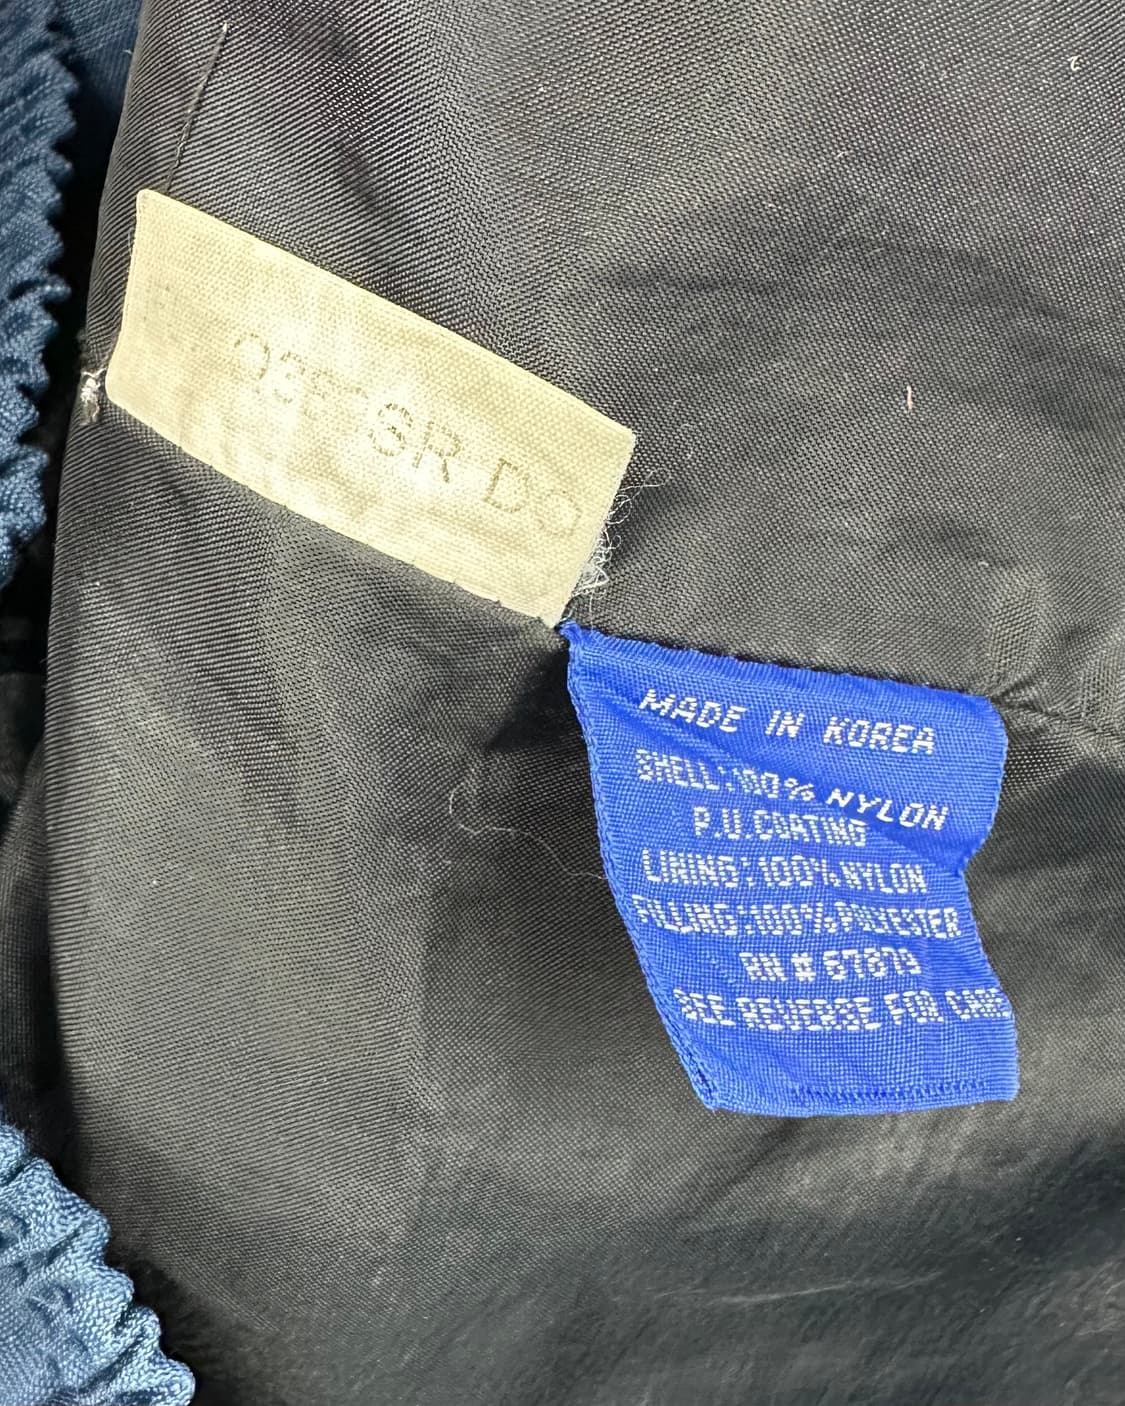 MADE IN KOREA
SHELL:100% NYLON
P.U.COATING
LINING:100% NYLON
FILLING:100% POLYESTER
RN # 67879
SEE REVERSE FOR CARE